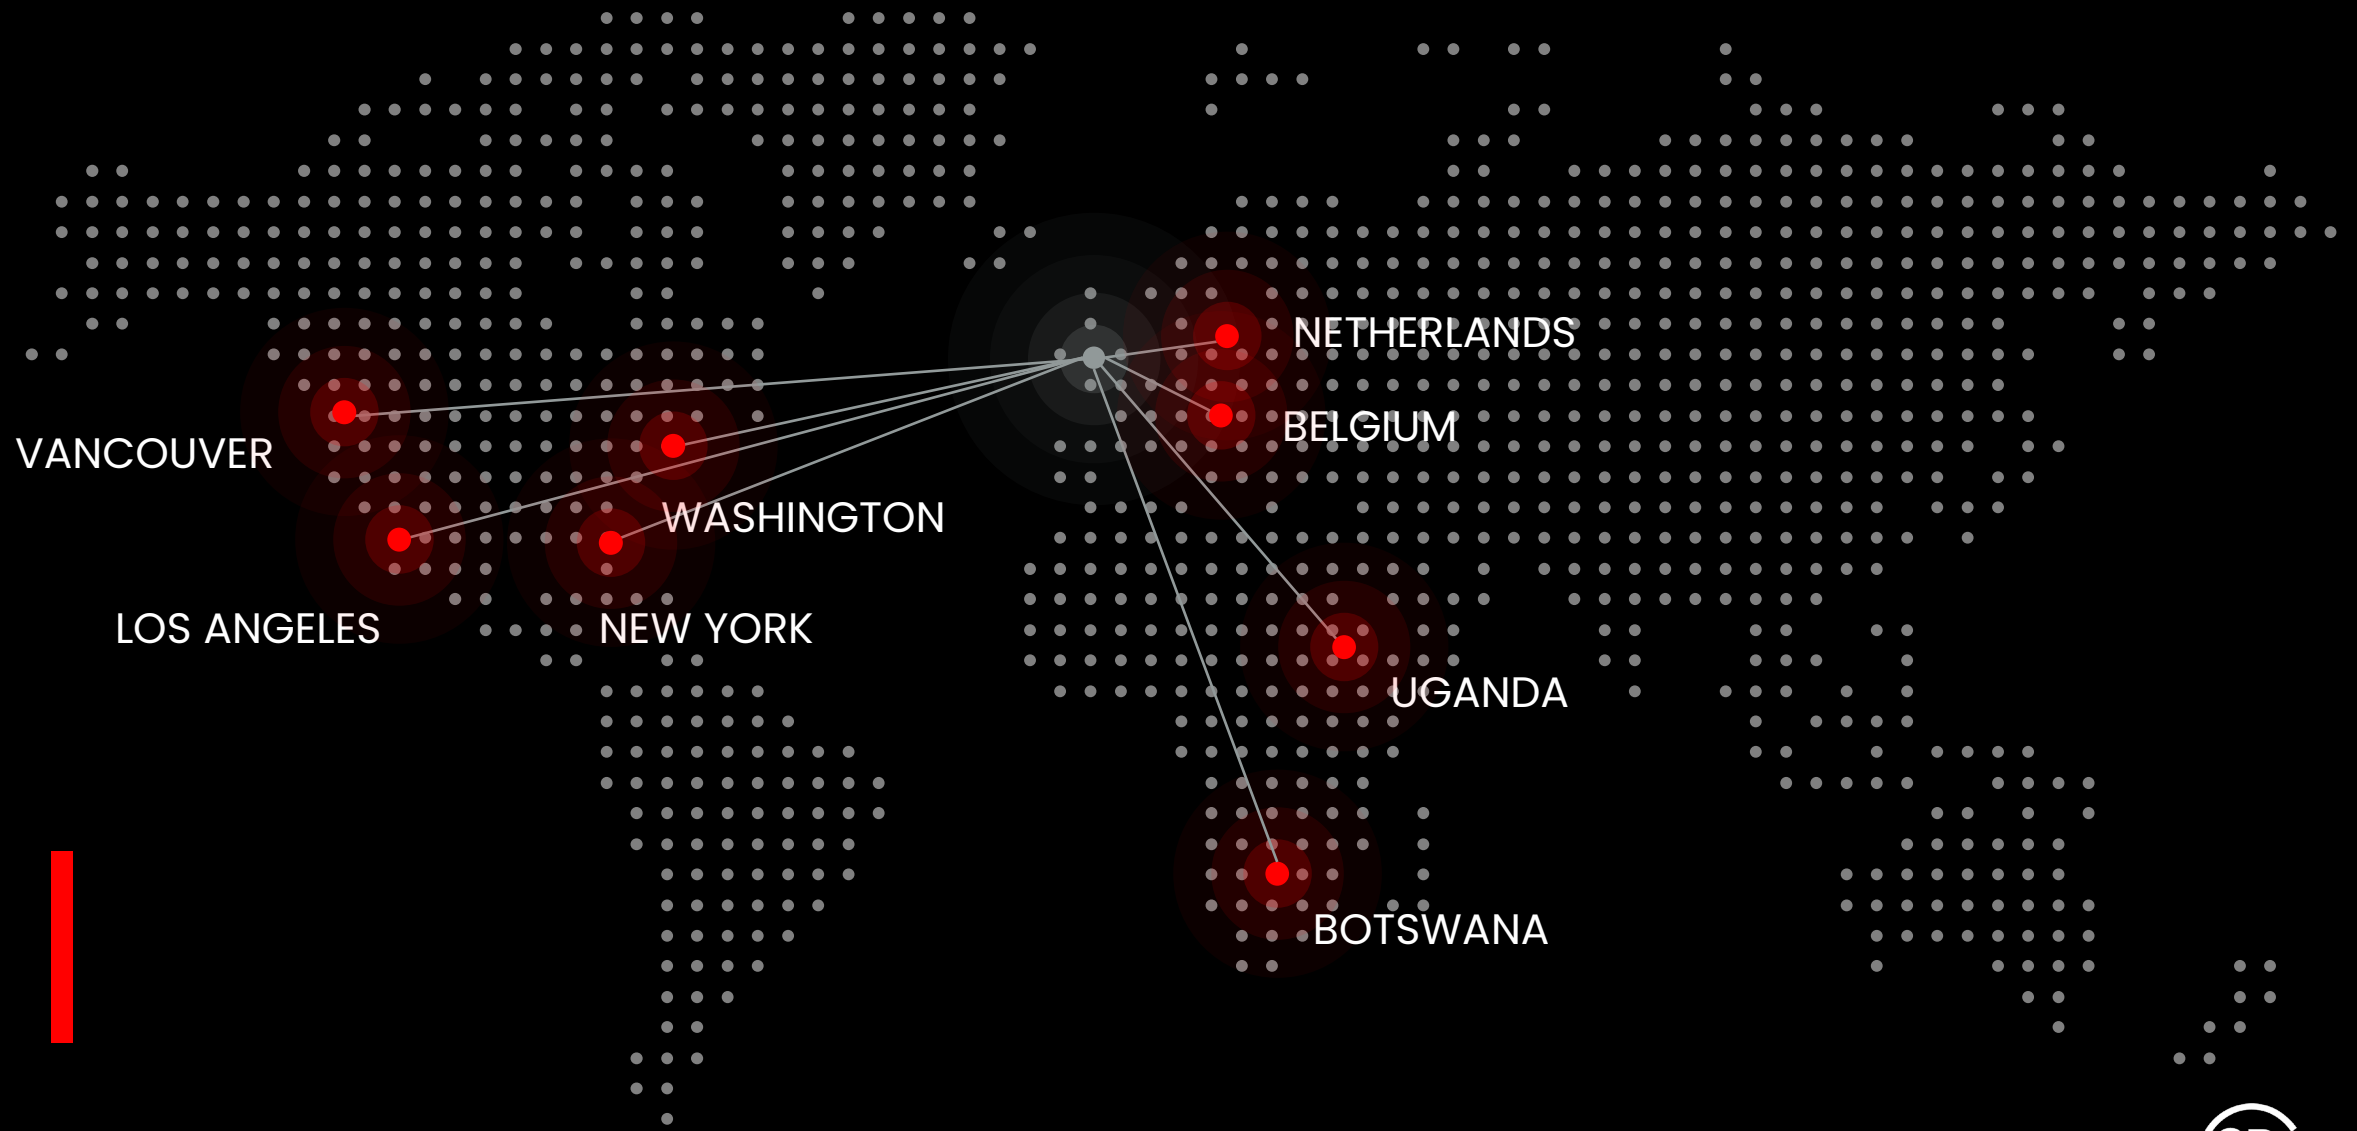 NETHERLANDS
BELGIUM
VANCOUVER
WASHINGTON
LOS ANGELES
NEW YORK
UGANDA
BOTSWANA